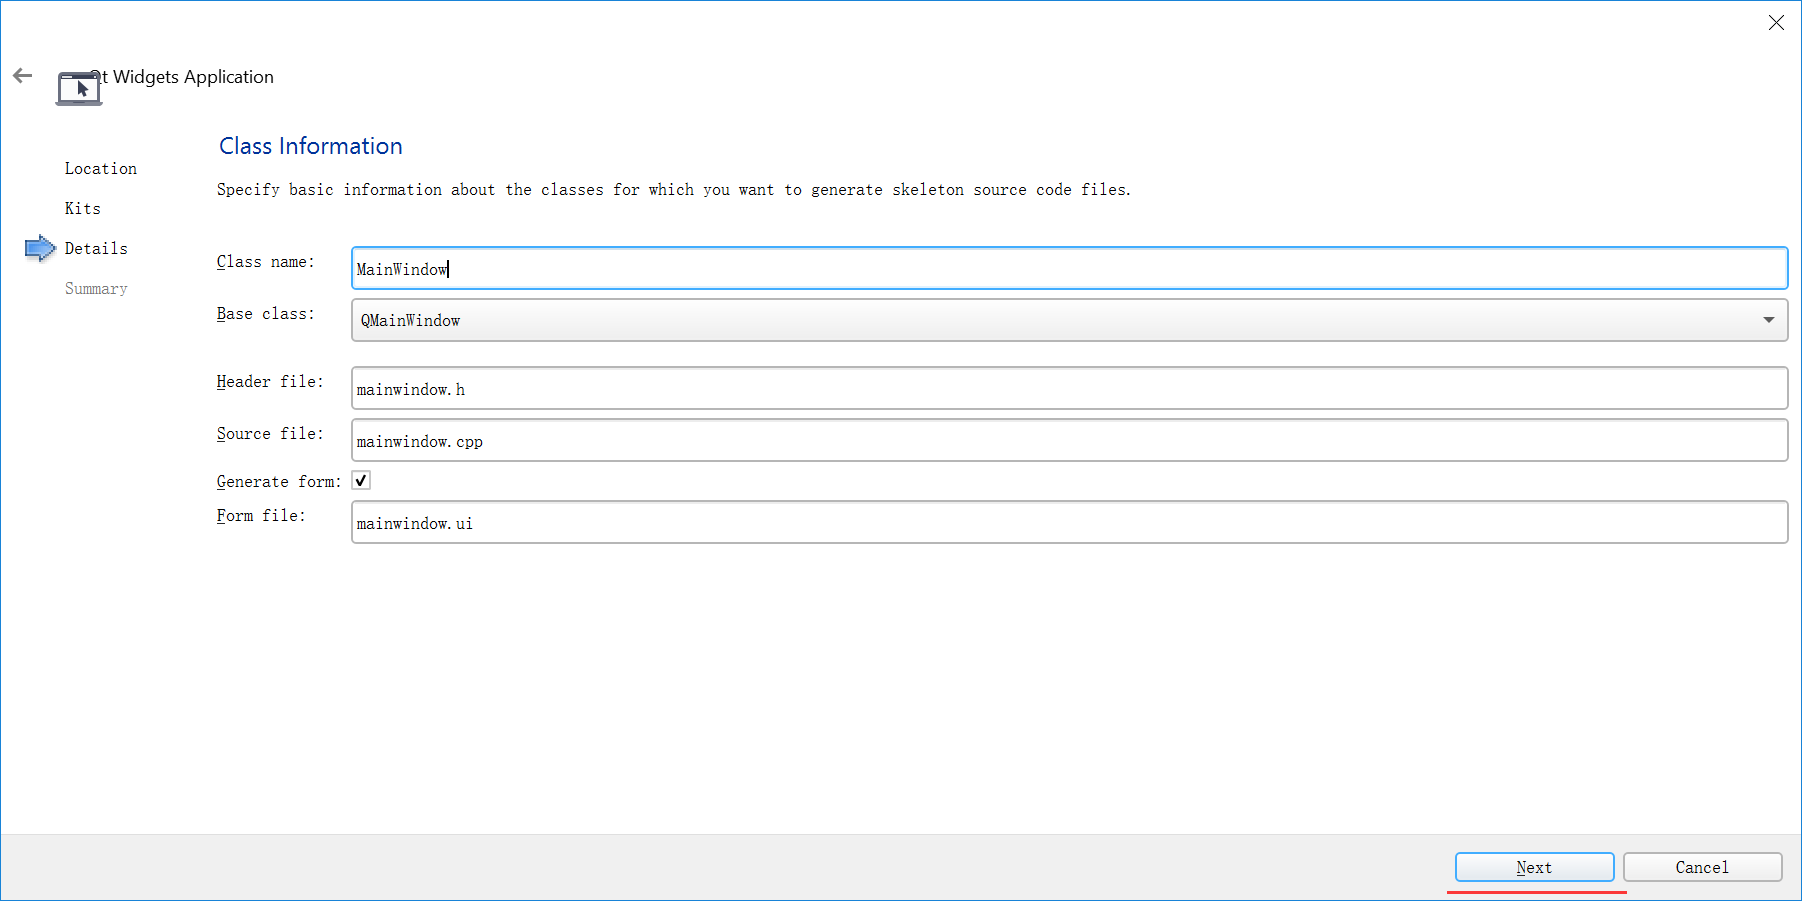 Qt Widgets Application
Location
Kits
Details
Summary
Class Information
Specify basic information about the classes for which you want to generate skeleton source code files.
Class name: MainWindow
Base class: QMainWindow
Header file: mainwindow.h
Source file: mainwindow.cpp
Generate form:
Form file: mainwindow.ui
Next Cancel